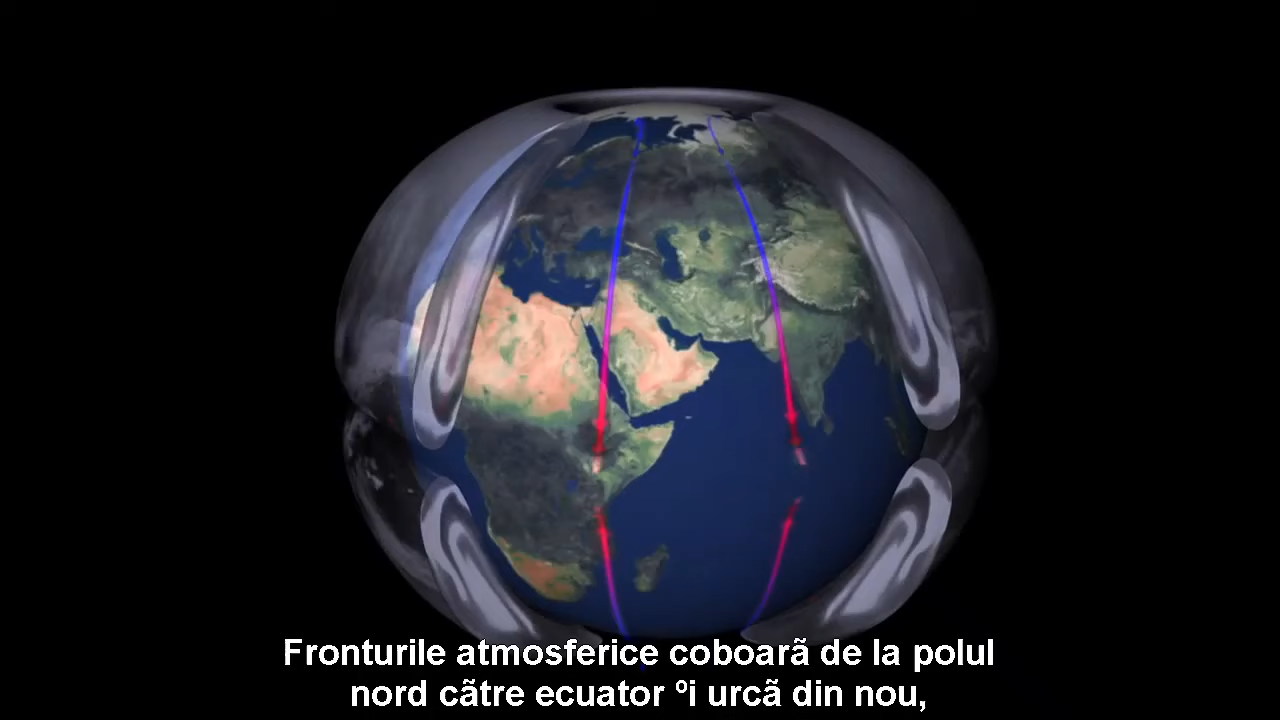 Fronturile atmosferice coboarã de la polul
nord cãtre ecuator ºi urcã din nou,